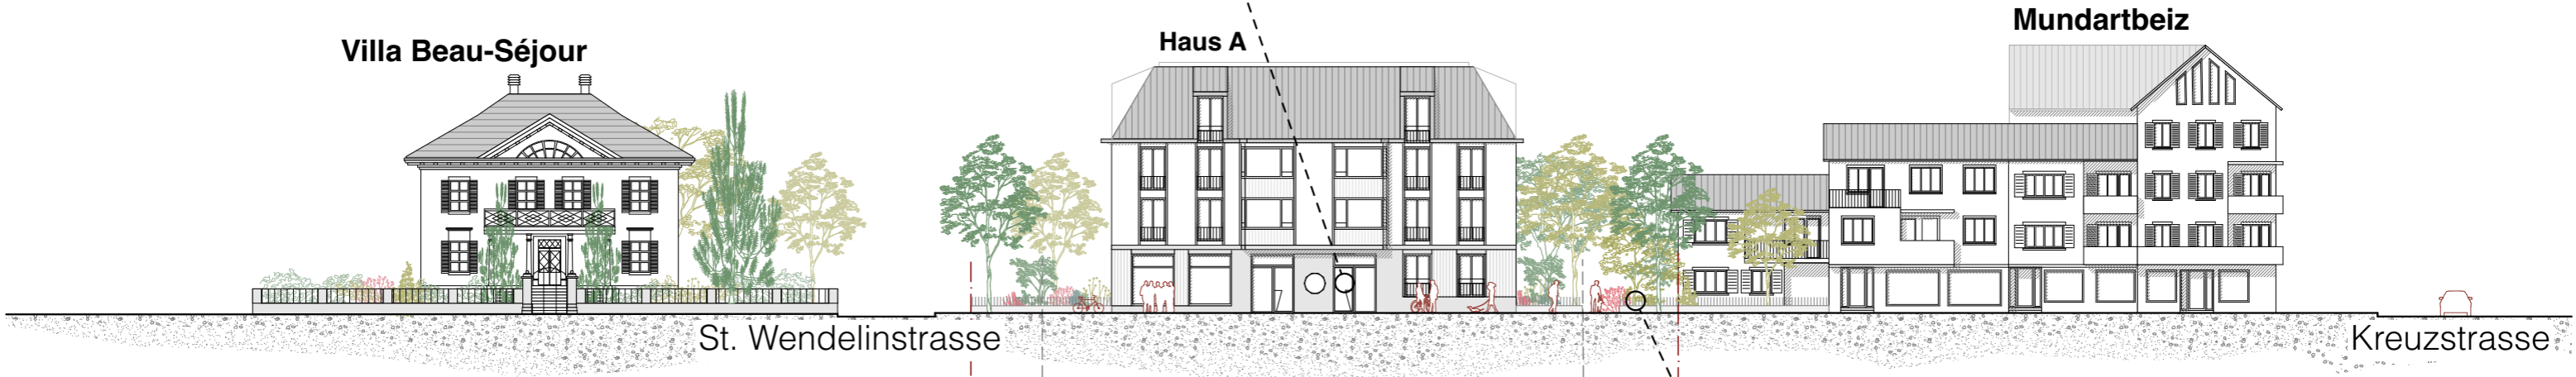 Villa Beau-Séjour
Haus A
Mundartbeiz
St. Wendelinstrasse
Kreuzstrasse